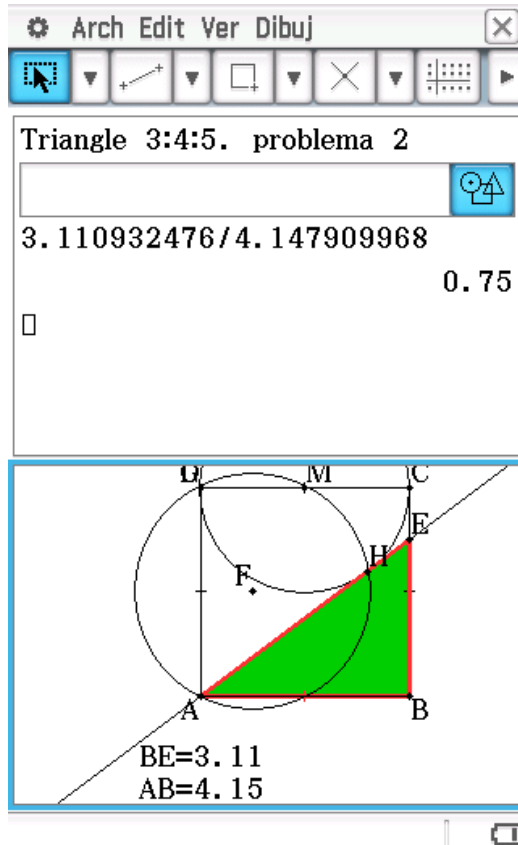 Arch Edit Ver Dibuj
Triangle 3:4:5. problema 2
3.110932476/4.147909968
0.75
D M C
E
H
F
A B
BE=3.11
AB=4.15